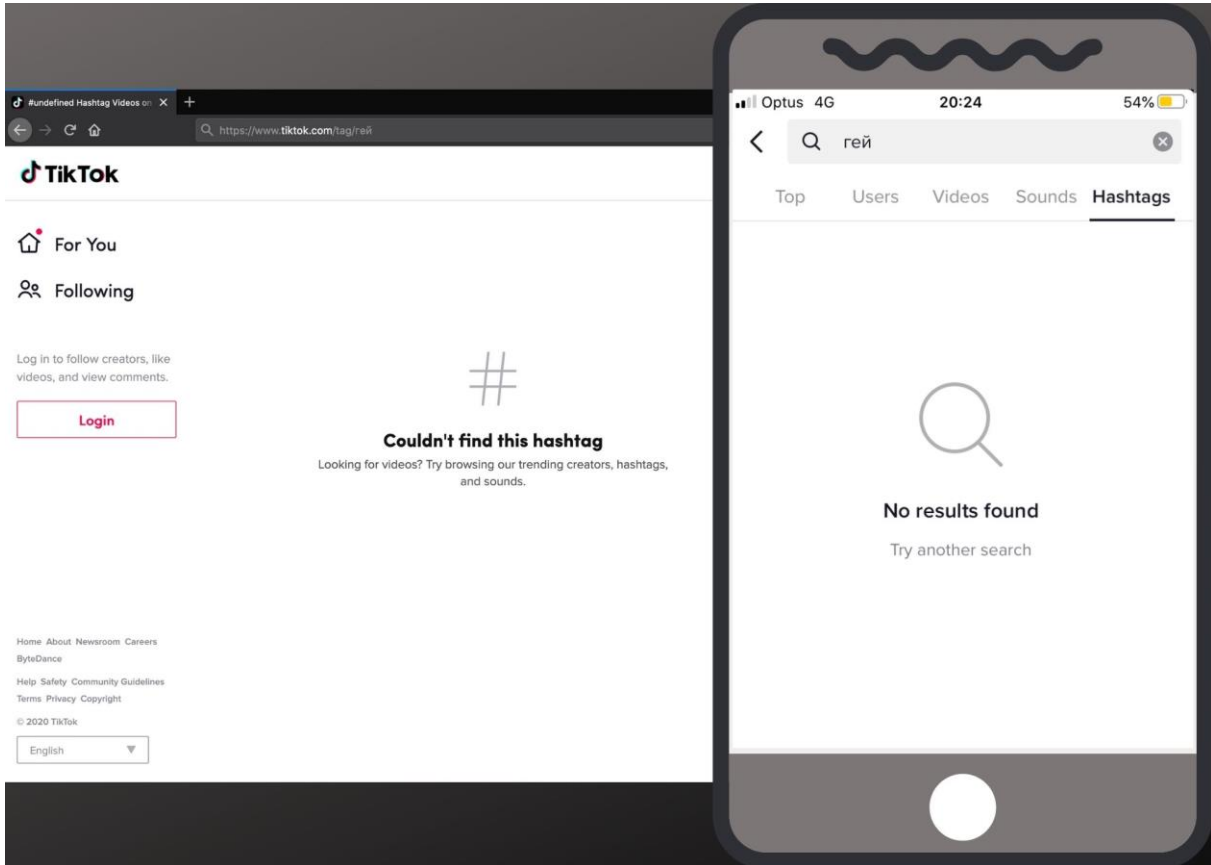 #undefined Hashtag Videos on
https://www.tiktok.com/tag/гей
TikTok
For You
Following
Log in to follow creators, like
videos, and view comments.
Login
Couldn't find this hashtag
Looking for videos? Try browsing our trending creators, hashtags,
and sounds.
Home About Newsroom Careers
ByteDance
Help Safety Community Guidelines
Terms Privacy Copyright
© 2020 TikTok
English
Optus 4G 20:24 54%
гей
Top Users Videos Sounds Hashtags
No results found
Try another search